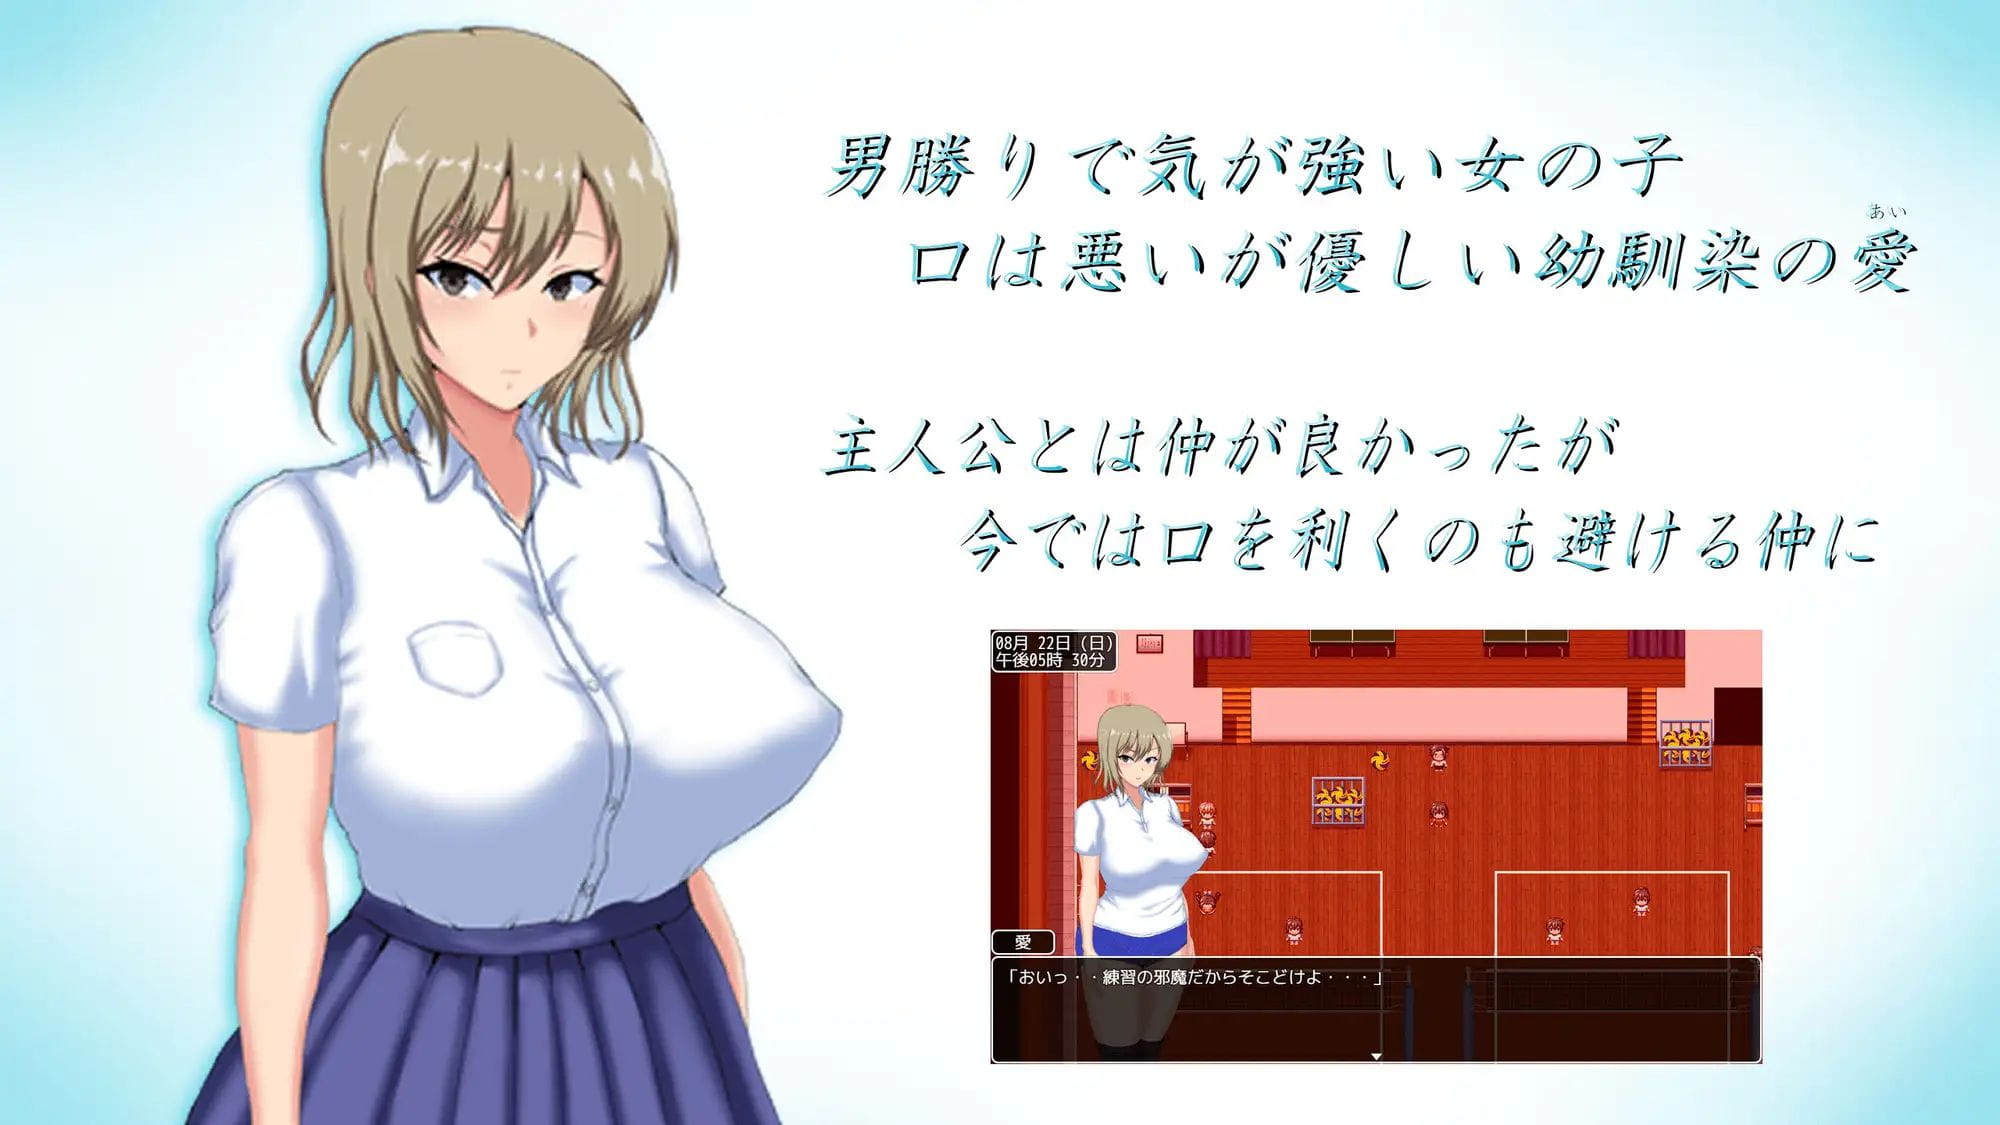 男勝りで気が強い女の子
あい
口は悪いが優しい幼馴染の愛
主人公とは仲が良かったが
今では口を利くのも避ける仲に
08月 22日 (日)
午後05時 30分
愛
「おいっ・・練習の邪魔だからそこどけよ・・・」